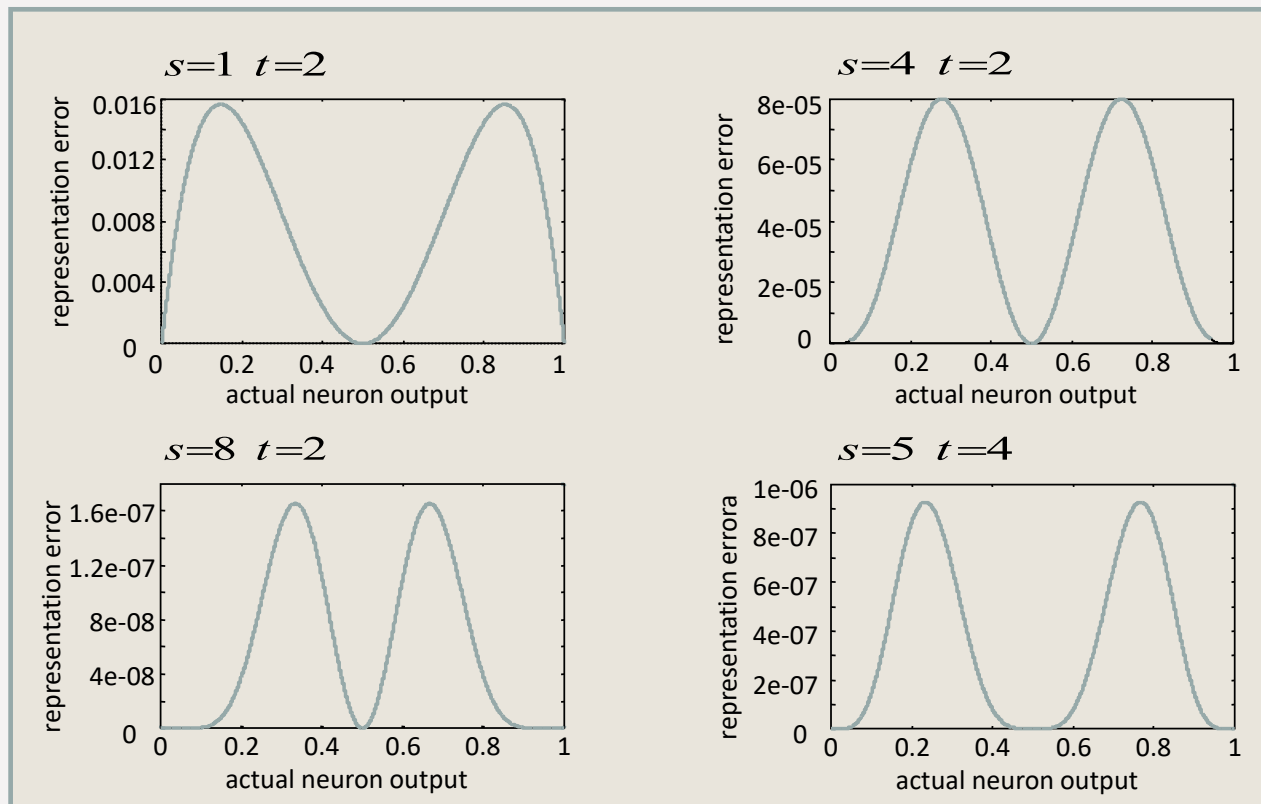 s=1 t=2
representation error
0.016
0.012
0.008
0.004
0
0 0.2 0.4 0.6 0.8 1
actual neuron output
s=4 t=2
representation error
8e-05
6e-05
4e-05
2e-05
0
0 0.2 0.4 0.6 0.8 1
actual neuron output
s=8 t=2
representation error
1.6e-07
1.2e-07
8e-08
4e-08
0
0 0.2 0.4 0.6 0.8 1
actual neuron output
s=5 t=4
representation errora
1e-06
8e-07
6e-07
4e-07
2e-07
0
0 0.2 0.4 0.6 0.8 1
actual neuron output